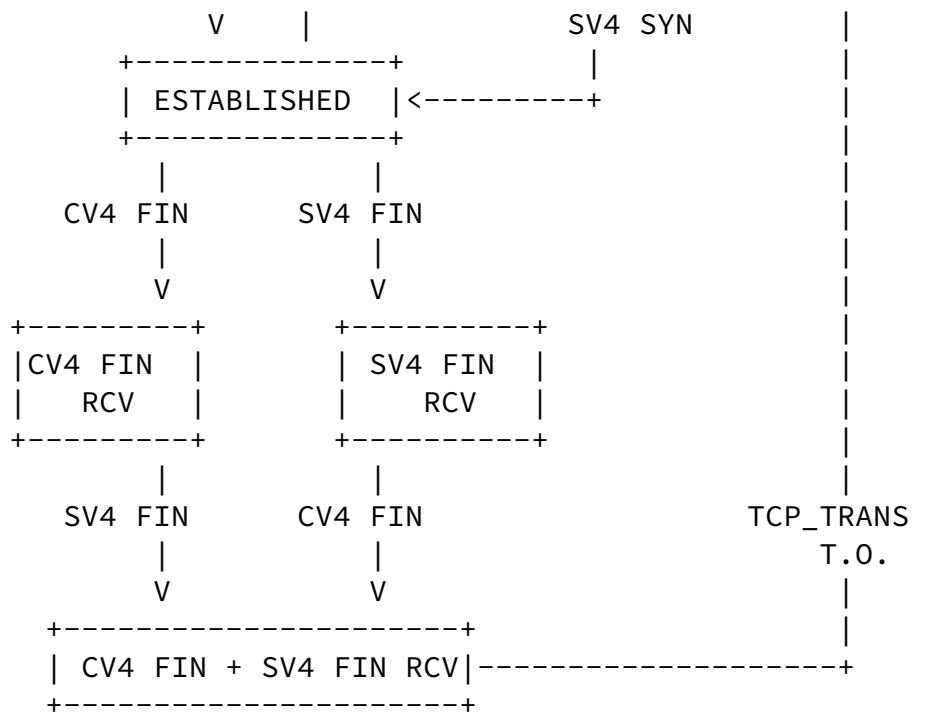 V | SV4 SYN |
+--------------+ | |
| ESTABLISHED |<---------+ |
+--------------+ |
| | |
CV4 FIN SV4 FIN |
| | |
V V |
+---------+ +----------+ |
|CV4 FIN | | SV4 FIN | |
| RCV | | RCV | |
+---------+ +----------+ |
| | |
SV4 FIN CV4 FIN TCP_TRANS
| | T.O.
V V |
+----------------------+ |
| CV4 FIN + SV4 FIN RCV|--------------------+
+----------------------+